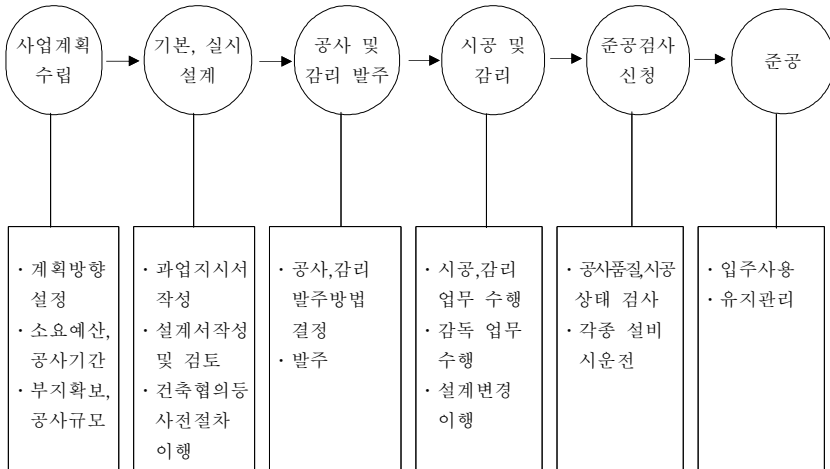 사업계획
수립
기본, 실시
설계
공사 및
감리 발주
시공 및
감리
준공검사
신청
준공
· 계획방향
설정
· 소요예산,
공사기간
· 부지확보,
공사규모
· 과업지시서
작성
· 설계서작성
및 검토
· 건축협의등
사전절차
이행
· 공사,감리
발주방법
결정
· 발주
· 시공,감리
업무 수행
· 감독 업무
수행
· 설계변경
이행
· 공사품질,시공
상태 검사
· 각종 설비
시운전
· 입주사용
· 유지관리